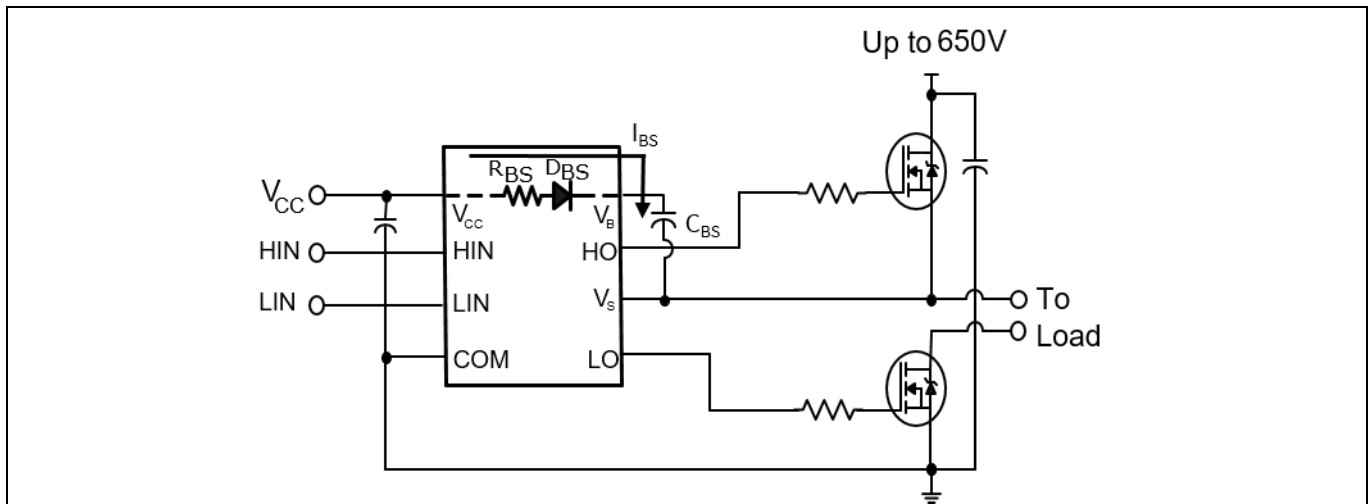 Up to 650V
I_BS
R_BS D_BS
V_CC
V_CC
V_B
C_BS
HIN
HIN
HO
LIN
LIN
V_S
To
Load
COM
LO